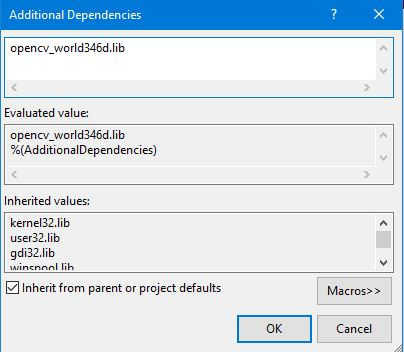 Additional Dependencies
opencv_world346d.lib
Evaluated value:
opencv_world346d.lib
%(AdditionalDependencies)
Inherited values:
kernel32.lib
user32.lib
gdi32.lib
winspool.lib
Inherit from parent or project defaults
Macros>>
OK
Cancel